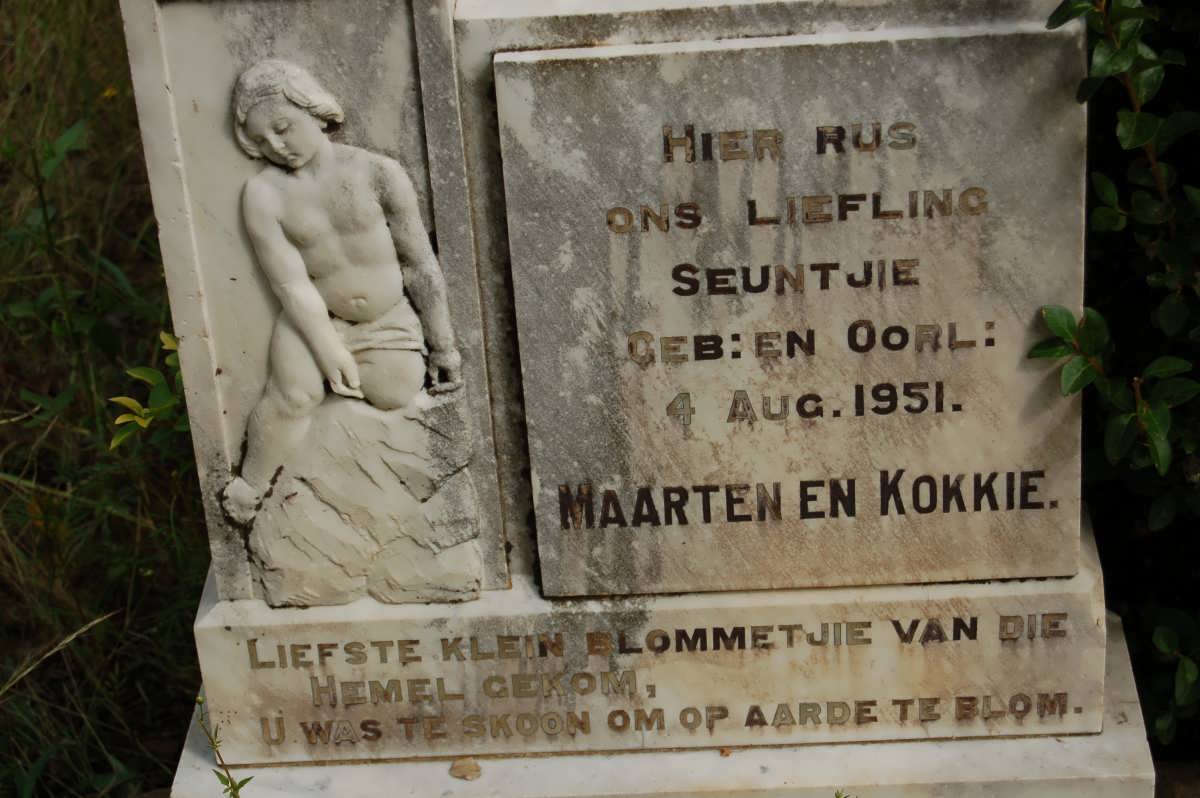 HIER RUS
ONS LIEFLING
SEUNTJIE
GEB: EN OORL:
4 AUG. 1951.
MAARTEN EN KOKKIE.
LIEFSTE KLEIN BLOMMETJIE VAN DIE
HEMEL GEKOM,
U WAS TE SKOON OM OP AARDE TE BLOM.